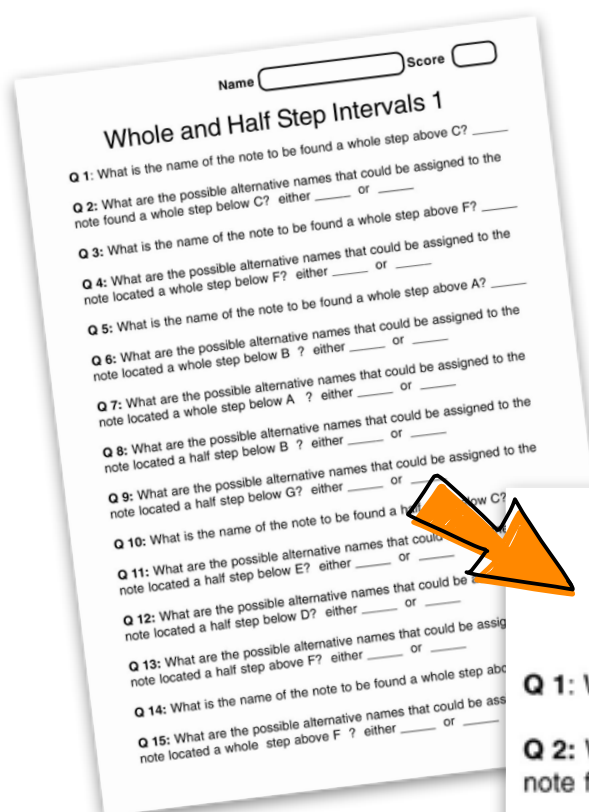 Name Score
Whole and Half Step Intervals 1
Q 1: What is the name of the note to be found a whole step above C? _____
Q 2: What are the possible alternative names that could be assigned to the
note found a whole step below C? either _____ or _____
Q 3: What is the name of the note to be found a whole step above F? _____
Q 4: What are the possible alternative names that could be assigned to the
note located a whole step below F? either _____ or _____
Q 5: What is the name of the note to be found a whole step above A? _____
Q 6: What are the possible alternative names that could be assigned to the
note located a whole step below B ? either _____ or _____
Q 7: What are the possible alternative names that could be assigned to the
note located a whole step below A ? either _____ or _____
Q 8: What are the possible alternative names that could be assigned to the
note located a half step below B ? either _____ or _____
Q 9: What are the possible alternative names that could be assigned to the
note located a half step below G? either _____ or _____
Q 10: What is the name of the note to be found a C?
Q 11: What are the possible alternative names that
note located a half step below E? either _____ or _____
Q 12: What are the possible alternative names that could be
note located a half step below D? either _____ or _____
Q 13: What are the possible alternative names that could be
note located a half step above F? either _____ or _____
Q 14: What is the name of the note to be found a whole step
Q 15: What are the possible alternative names that could be
note located a whole step above F ? either _____ or _____
Q 1:
Q 2:
note